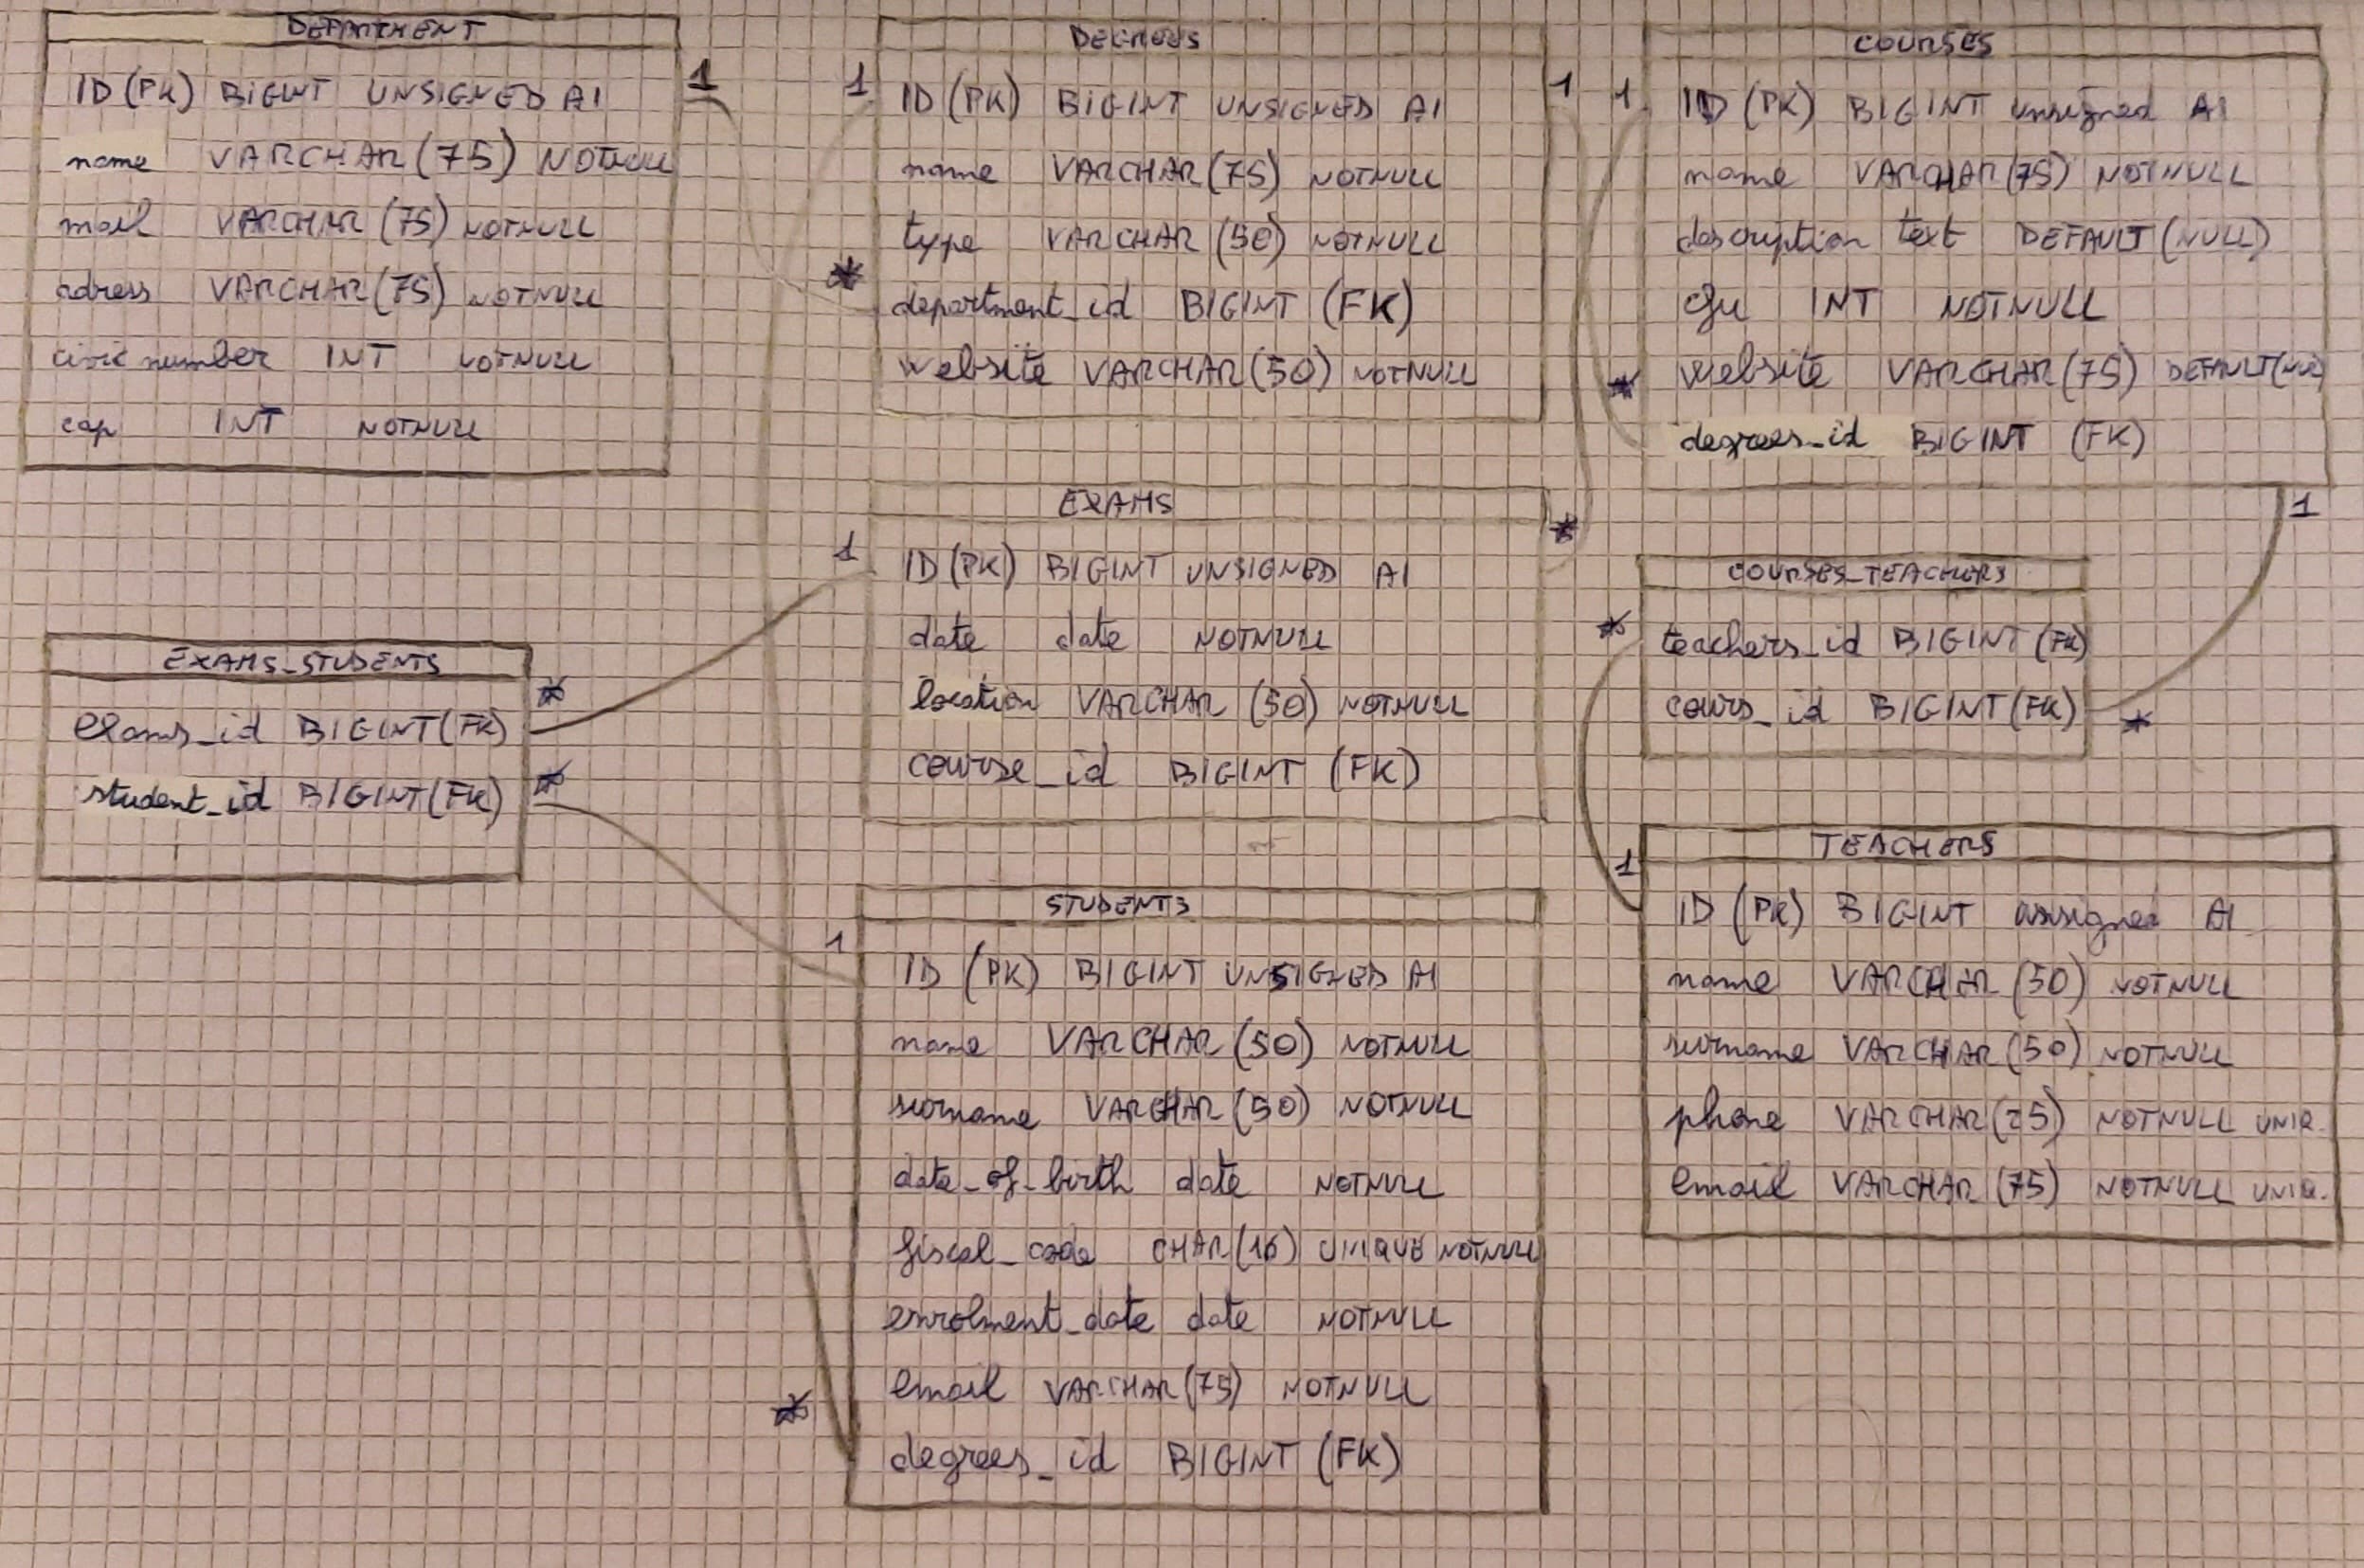 DEPARTMENT
ID (PK) BIGINT UNSIGNED AI
name VARCHAR (75) NOTNULL
mail VARCHAR (75) NOTNULL
adress VARCHAR (75) NOTNULL
civic number INT NOTNULL
cap INT NOTNULL
1
1
*
DEGREES
ID (PK) BIGINT UNSIGNED AI
name VARCHAR (75) NOTNULL
type VARCHAR (50) NOTNULL
department_id BIGINT (FK)
website VARCHAR (50) NOTNULL
1
1
*
*
COURSES
ID (PK) BIGINT unsigned AI
name VARCHAR (75) NOTNULL
description text DEFAULT (NULL)
cfu INT NOTNULL
website VARCHAR (75) DEFAULT (NULL)
degrees_id BIGINT (FK)
1
EXAMS_STUDENTS
exams_id BIGINT (FK)
student_id BIGINT (FK)
*
*
1
EXAMS
ID (PK) BIGINT UNSIGNED AI
date date NOTNULL
location VARCHAR (50) NOTNULL
course_id BIGINT (FK)
COURSES_TEACHERS
* teachers_id BIGINT (FK)
cours_id BIGINT (FK) *
STUDENTS
1
ID (PK) BIGINT UNSIGNED AI
name VARCHAR (50) NOTNULL
surname VARCHAR (50) NOTNULL
date_of_birth date NOTNULL
fiscal_code CHAR (16) UNIQUE NOTNULL
enrolment_date date NOTNULL
email VARCHAR (75) NOTNULL
* degrees_id BIGINT (FK)
TEACHERS
1
ID (PK) BIGINT AI
name VARCHAR (50) NOTNULL
surname VARCHAR (50) NOTNULL
phone VARCHAR NOTNULL UNIQ.
email VARCHAR (75) NOTNULL UNIQ.